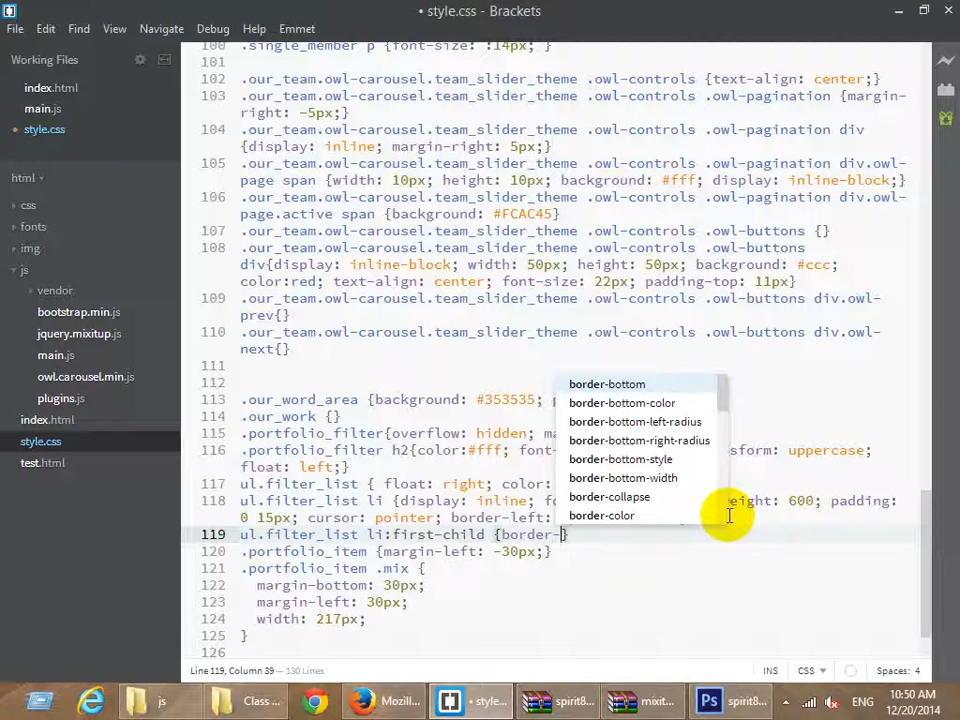 • style.css - Brackets
File Edit Find View Navigate Debug Help Emmet
Working Files
index.html
main.js
style.css
html
css
fonts
img
js
vendor
bootstrap.min.js
jquery.mixitup.js
main.js
owl.carousel.min.js
plugins.js
index.html
style.css
test.html
100 .single_member p {font-size: :14px; }
101
102 .our_team.owl-carousel.team_slider_theme .owl-controls {text-align: center;}
103 .our_team.owl-carousel.team_slider_theme .owl-controls .owl-pagination {margin-
right: -5px;}
104 .our_team.owl-carousel.team_slider_theme .owl-controls .owl-pagination div
{display: inline; margin-right: 5px;}
105 .our_team.owl-carousel.team_slider_theme .owl-controls .owl-pagination div.owl-
page span {width: 10px; height: 10px; background: #fff; display: inline-block;}
106 .our_team.owl-carousel.team_slider_theme .owl-controls .owl-pagination div.owl-
page.active span {background: #FCAC45}
107 .our_team.owl-carousel.team_slider_theme .owl-controls .owl-buttons {}
108 .our_team.owl-carousel.team_slider_theme .owl-controls .owl-buttons
div{display: inline-block; width: 50px; height: 50px; background: #ccc;
color:red; text-align: center; font-size: 22px; padding-top: 11px}
109 .our_team.owl-carousel.team_slider_theme .owl-controls .owl-buttons div.owl-
prev{}
110 .our_team.owl-carousel.team_slider_theme .owl-controls .owl-buttons div.owl-
next{}
111
112
113 .our_word_area {background: #353535;
114 .our_work {}
115 .portfolio_filter{overflow: hidden;
116 .portfolio_filter h2{color:#fff; uppercase;
float: left;}
117 ul.filter_list { float: right; color:
118 ul.filter_list li {display: inline; 600; padding:
0 15px; cursor: pointer; border-left:
119 ul.filter_list li:first-child {border-}
120 .portfolio_item {margin-left: -30px;}
121 .portfolio_item .mix {
122 margin-bottom: 30px;
123 margin-left: 30px;
124 width: 217px;
125 }
126
border-bottom
border-bottom-color
border-bottom-left-radius
border-bottom-right-radius
border-bottom-style
border-bottom-width
border-collapse
border-color
Line 119, Column 39 — 130 Lines
INS CSS Spaces: 4
js
Class ...
Mozill...
• style...
spirit8...
mixit...
spirit8...
ENG
10:50 AM
12/20/2014